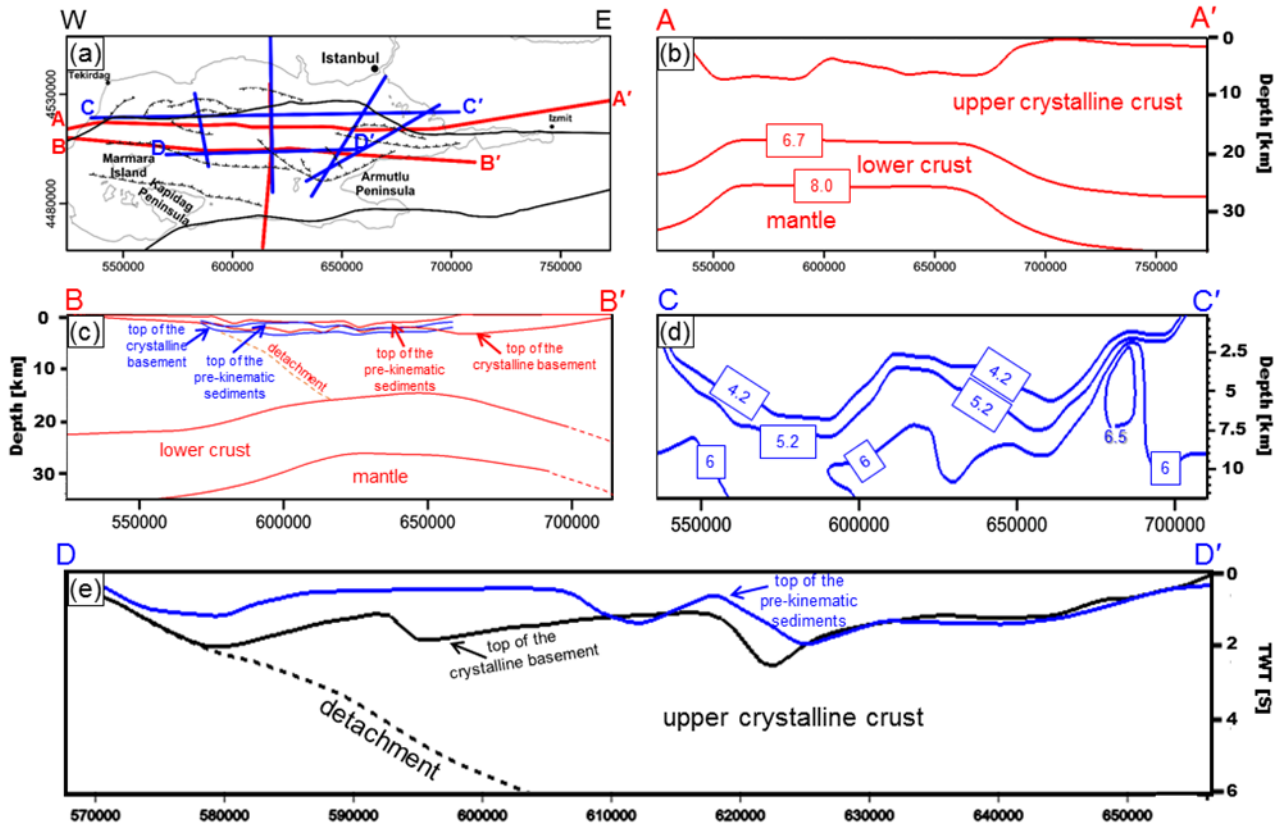 W
E
(a)
Istanbul
Tekirdag
4530000
4480000
C
C′
A
A′
B
B′
D
D′
Izmit
Marmara
Island
Kapidag
Peninsula
Armutlu
Peninsula
550000 600000 650000 700000 750000
A
A′
(b)
upper crystalline crust
6.7
lower crust
8.0
mantle
0
10
20
30
Depth [km]
550000 600000 650000 700000 750000
B
B′
(c)
top of the
crystalline
basement
top of the
pre-kinematic
sediments
detachment
top of the
pre-kinematic
sediments
top of the
crystalline basement
lower crust
mantle
0
10
20
30
Depth [km]
550000 600000 650000 700000
C
C′
(d)
4.2
5.2
4.2
5.2
6
6
6.5
6
2.5
5
7.5
10
Depth [km]
550000 600000 650000 700000
D
D′
(e)
top of the
pre-kinematic
sediments
top of the
crystalline basement
detachment
upper crystalline crust
0
2
4
6
TWT [S]
570000 580000 590000 600000 610000 620000 630000 640000 650000